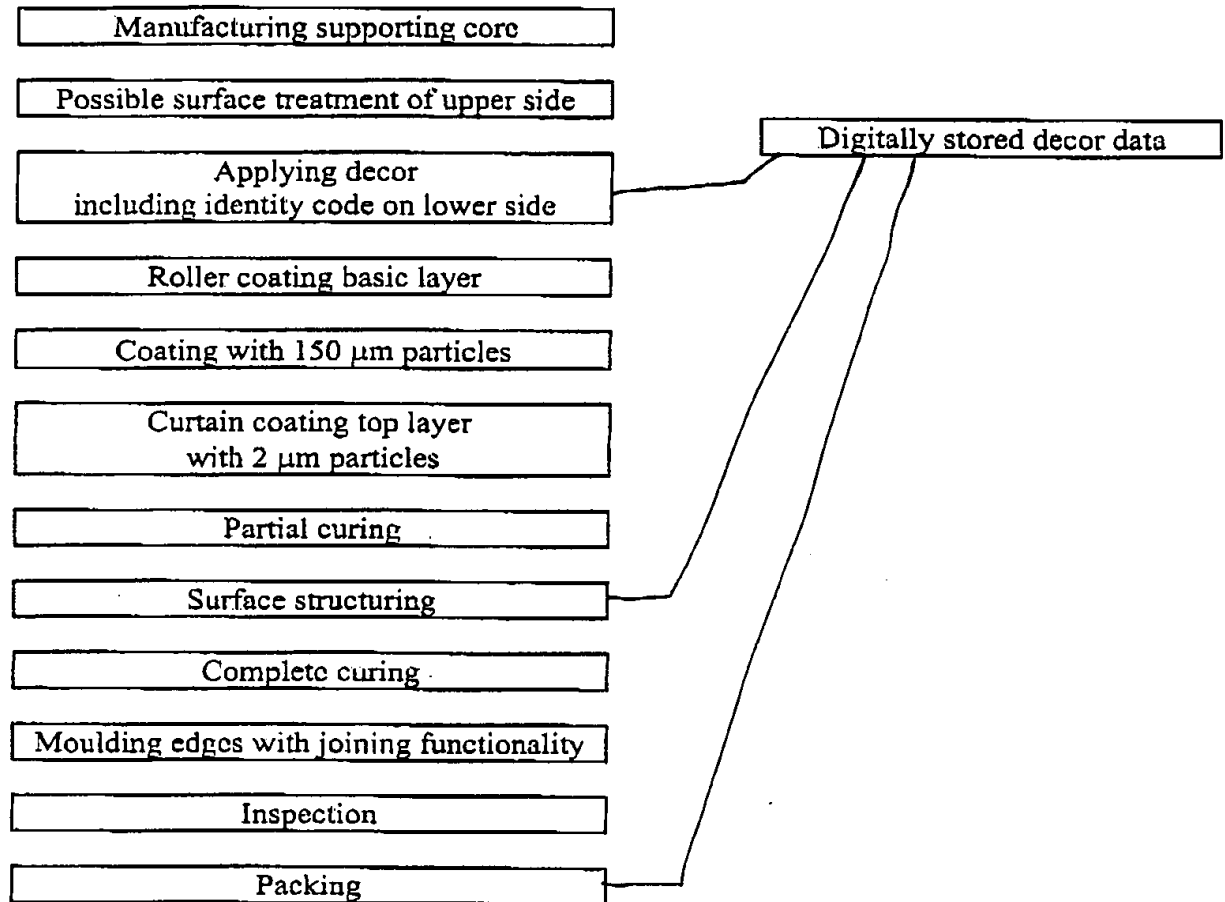 Manufacturing supporting core
Possible surface treatment of upper side
Digitally stored decor data
Applying decor
including identity code on lower side
Roller coating basic layer
Coating with 150 µm particles
Curtain coating top layer
with 2 µm particles
Partial curing
Surface structuring
Complete curing
Moulding edges with joining functionality
Inspection
Packing